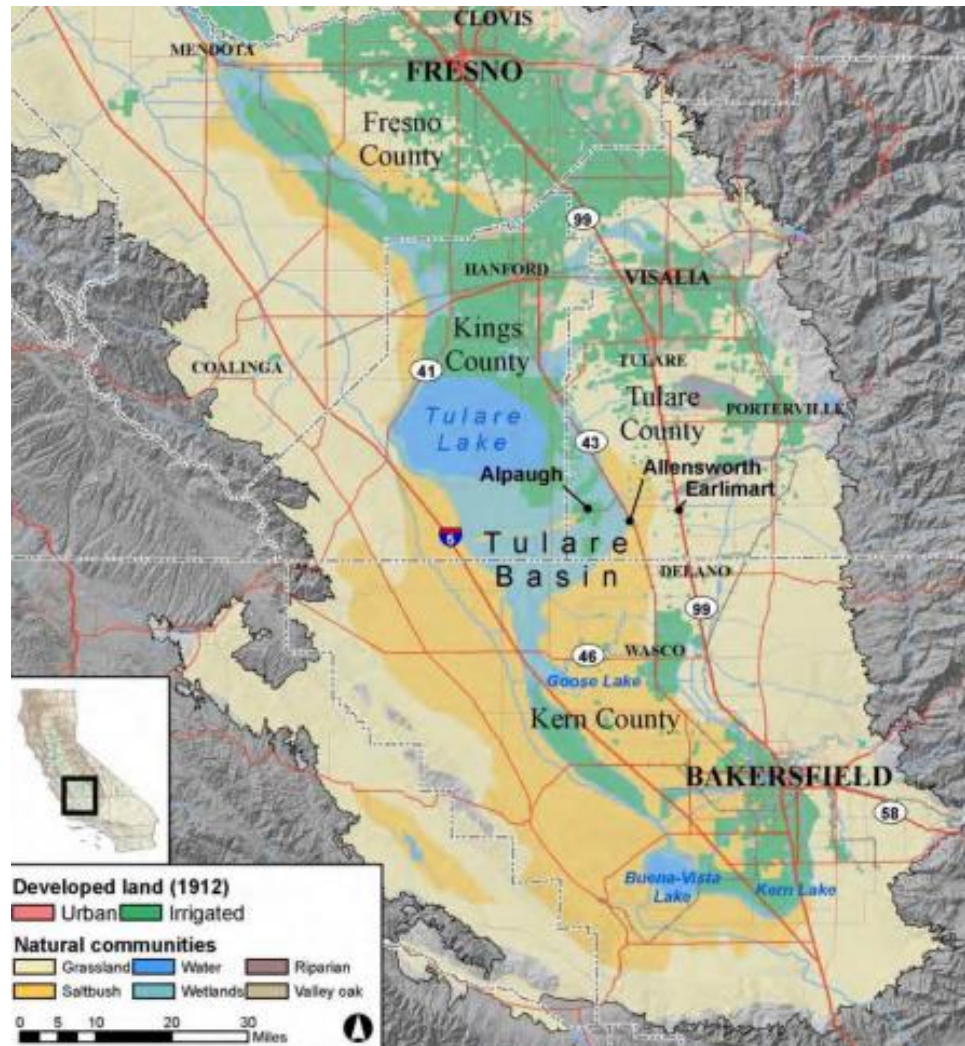 CLOVIS
MENDOTA
FRESNO
Fresno
County
99
HANFORD
VISALIA
Kings
County
COALINGA
41
TULARE
Tulare
Lake
Tulare
County
PORTERVILLE
43
Alpaugh
Allensworth
Earlimart
5
Tulare
Basin
DELANO
99
46
WASCO
Goose Lake
Kern County
BAKERSFIELD
58
Buena-Vista
Lake
Kern Lake
Developed land (1912)
Urban Irrigated
Natural communities
Grassland Water Riparian
Saltbush Wetlands Valley oak
0 5 10 20 30
Miles